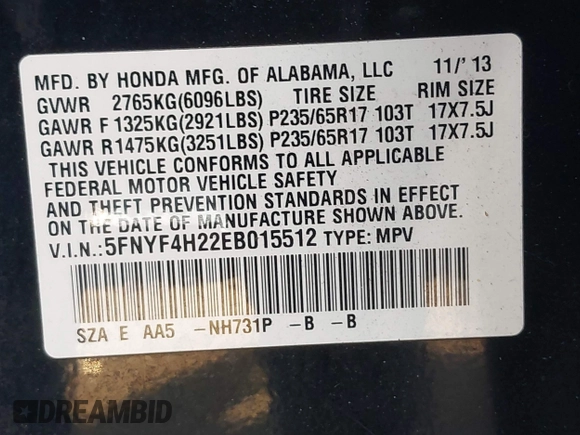 MFD. BY HONDA MFG. OF ALABAMA, LLC 11/'13
GVWR 2765KG(6096LBS) TIRE SIZE RIM SIZE
GAWR F 1325KG(2921LBS) P235/65R17 103T 17X7.5J
GAWR R1475KG(3251LBS) P235/65R17 103T 17X7.5J
THIS VEHICLE CONFORMS TO ALL APPLICABLE
FEDERAL MOTOR VEHICLE SAFETY
AND THEFT PREVENTION STANDARDS IN EFFECT
ON THE DATE OF MANUFACTURE SHOWN ABOVE.
V.I.N.:5FNYF4H22EB015512 TYPE: MPV
SZA E AA5 -NH731P -B -B
DREAMBID